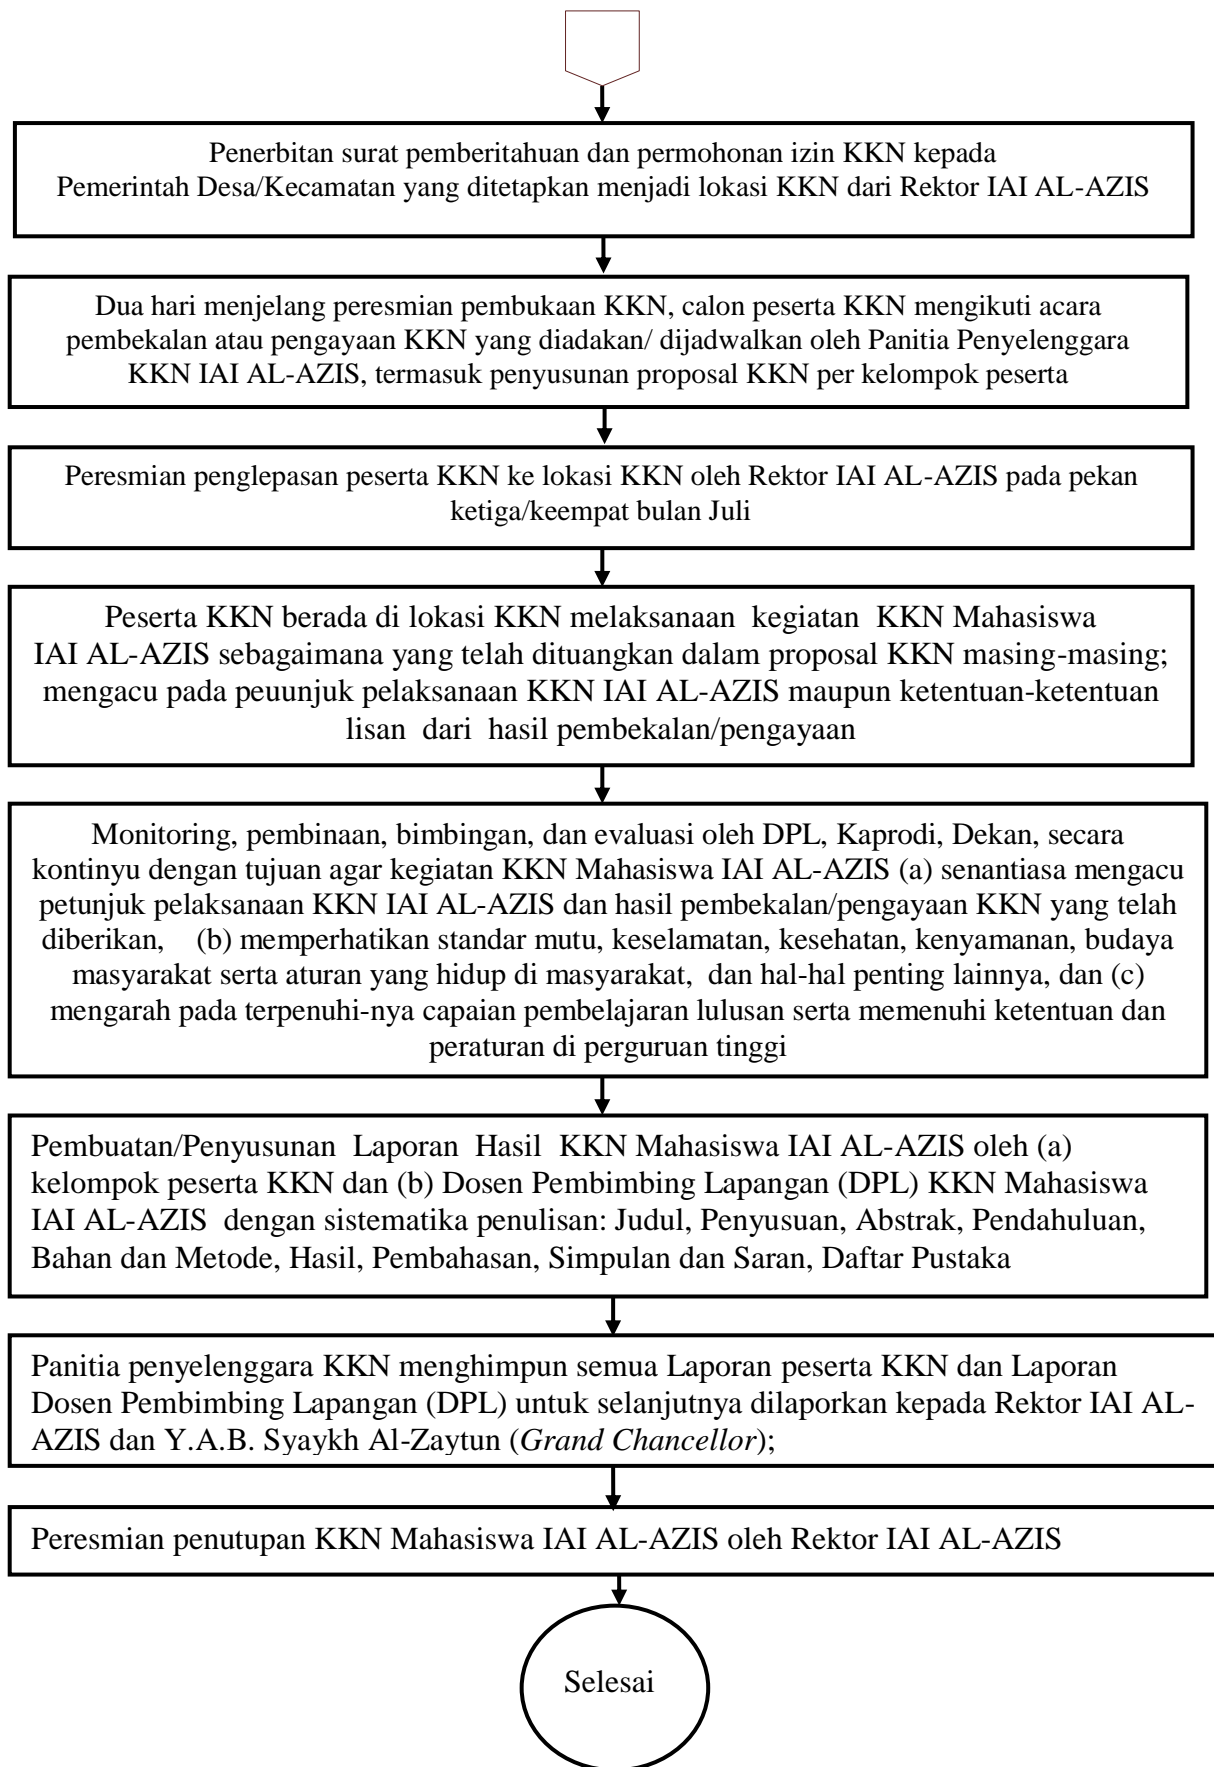 Penerbitan surat pemberitahuan dan permohonan izin KKN kepada
Pemerintah Desa/Kecamatan yang ditetapkan menjadi lokasi KKN dari Rektor IAI AL-AZIS
Dua hari menjelang peresmian pembukaan KKN, calon peserta KKN mengikuti acara
pembekalan atau pengayaan KKN yang diadakan/ dijadwalkan oleh Panitia Penyelenggara
KKN IAI AL-AZIS, termasuk penyusunan proposal KKN per kelompok peserta
Peresmian penglepasan peserta KKN ke lokasi KKN oleh Rektor IAI AL-AZIS pada pekan
ketiga/keempat bulan Juli
Peserta KKN berada di lokasi KKN melaksanaan kegiatan KKN Mahasiswa
IAI AL-AZIS sebagaimana yang telah dituangkan dalam proposal KKN masing-masing;
mengacu pada peuunjuk pelaksanaan KKN IAI AL-AZIS maupun ketentuan-ketentuan
lisan dari hasil pembekalan/pengayaan
Monitoring, pembinaan, bimbingan, dan evaluasi oleh DPL, Kaprodi, Dekan, secara
kontinyu dengan tujuan agar kegiatan KKN Mahasiswa IAI AL-AZIS (a) senantiasa mengacu
petunjuk pelaksanaan KKN IAI AL-AZIS dan hasil pembekalan/pengayaan KKN yang telah
diberikan, (b) memperhatikan standar mutu, keselamatan, kesehatan, kenyamanan, budaya
masyarakat serta aturan yang hidup di masyarakat, dan hal-hal penting lainnya, dan (c)
mengarah pada terpenuhi-nya capaian pembelajaran lulusan serta memenuhi ketentuan dan
peraturan di perguruan tinggi
Pembuatan/Penyusunan Laporan Hasil KKN Mahasiswa IAI AL-AZIS oleh (a)
kelompok peserta KKN dan (b) Dosen Pembimbing Lapangan (DPL) KKN Mahasiswa
IAI AL-AZIS dengan sistematika penulisan: Judul, Penyusuan, Abstrak, Pendahuluan,
Bahan dan Metode, Hasil, Pembahasan, Simpulan dan Saran, Daftar Pustaka
Panitia penyelenggara KKN menghimpun semua Laporan peserta KKN dan Laporan
Dosen Pembimbing Lapangan (DPL) untuk selanjutnya dilaporkan kepada Rektor IAI AL-
AZIS dan Y.A.B. Syaykh Al-Zaytun (Grand Chancellor);
Peresmian penutupan KKN Mahasiswa IAI AL-AZIS oleh Rektor IAI AL-AZIS
Selesai